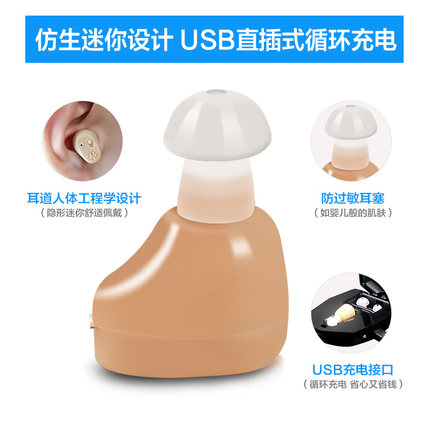 仿生迷你设计 USB直插式循环充电
耳道人体工程学设计
（隐形迷你舒适佩戴）
防过敏耳塞
（如婴儿般的肌肤）
USB充电接口
（循环充电 省心又省钱）